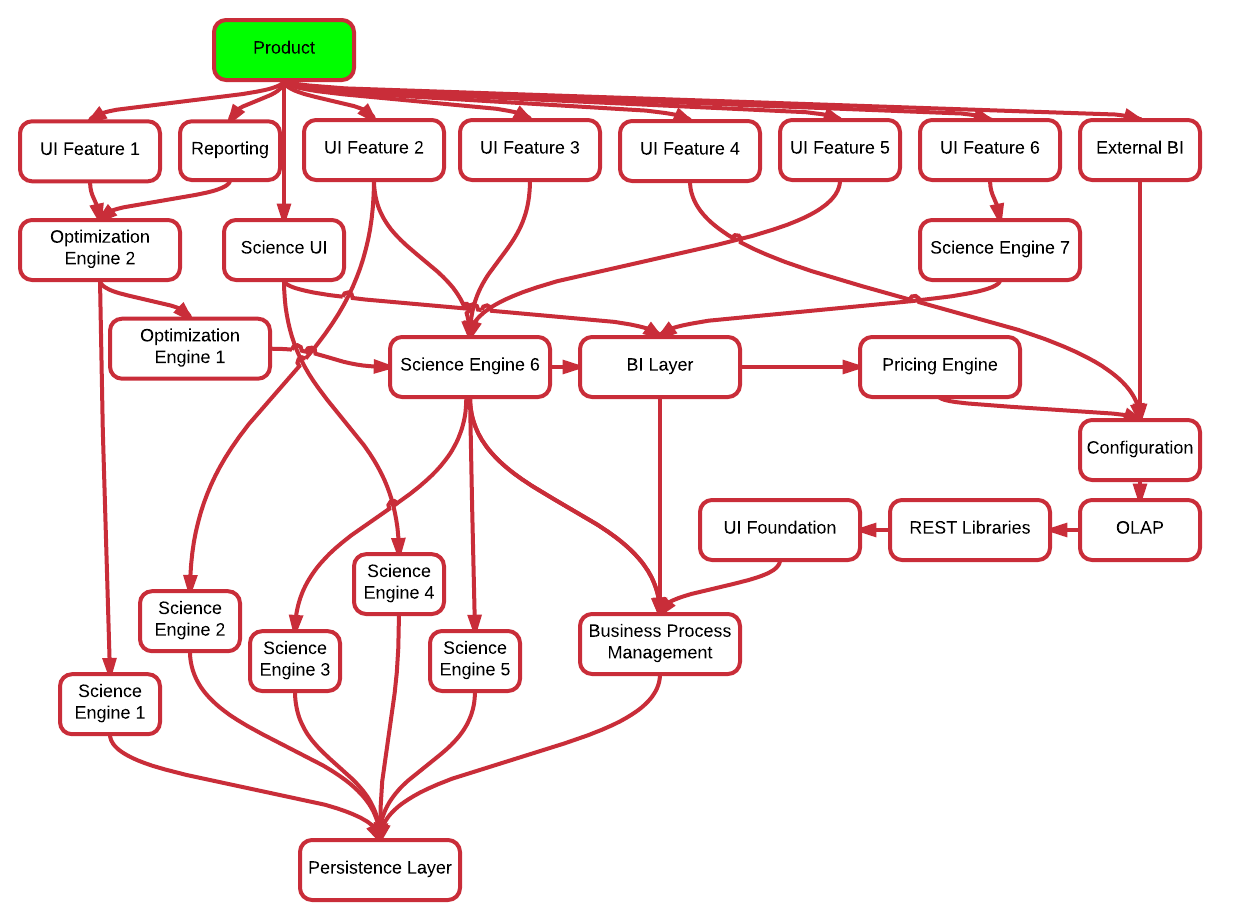 Product
UI Feature 1
Reporting
UI Feature 2
UI Feature 3
UI Feature 4
UI Feature 5
UI Feature 6
External BI
Optimization
Engine 2
Science UI
Science Engine 7
Optimization
Engine 1
Science Engine 6
BI Layer
Pricing Engine
Configuration
UI Foundation
REST Libraries
OLAP
Science
Engine 4
Science
Engine 2
Science
Engine 3
Science
Engine 5
Business Process
Management
Science
Engine 1
Persistence Layer